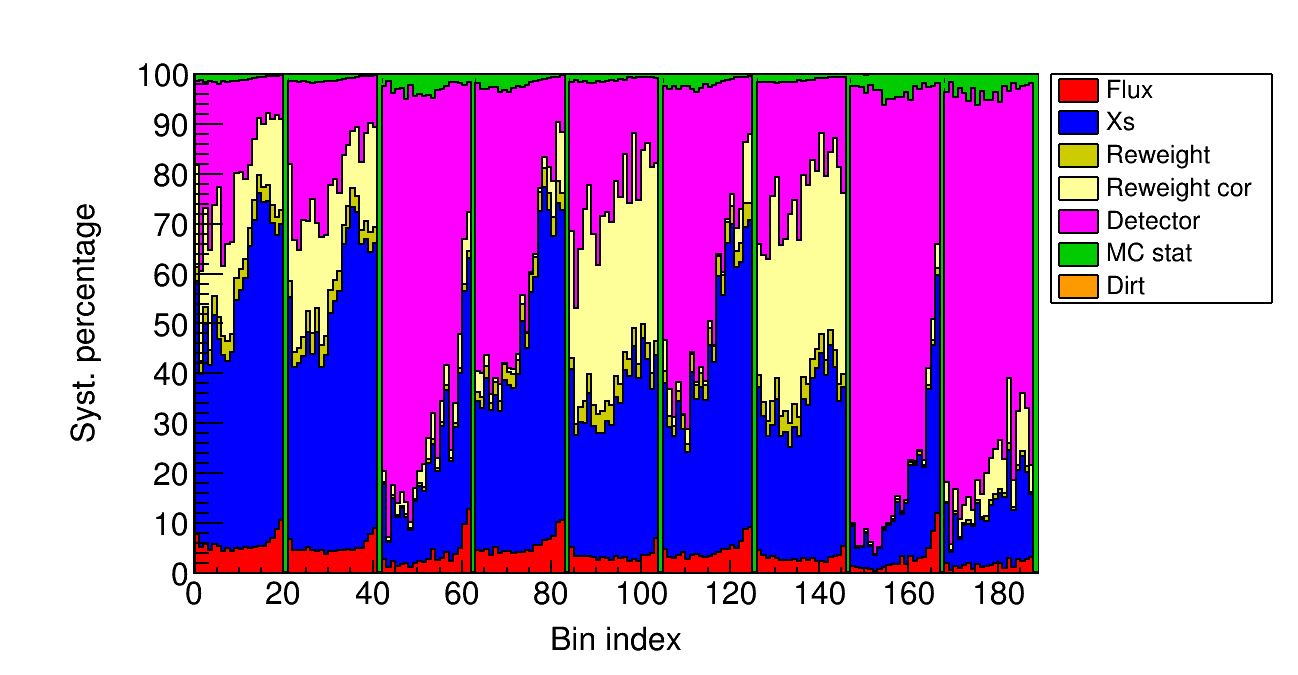 100
90
80
70
60
50
40
30
20
10
0
Syst. percentage
0 20 40 60 80 100 120 140 160 180
Bin index
Flux
Xs
Reweight
Reweight cor
Detector
MC stat
Dirt